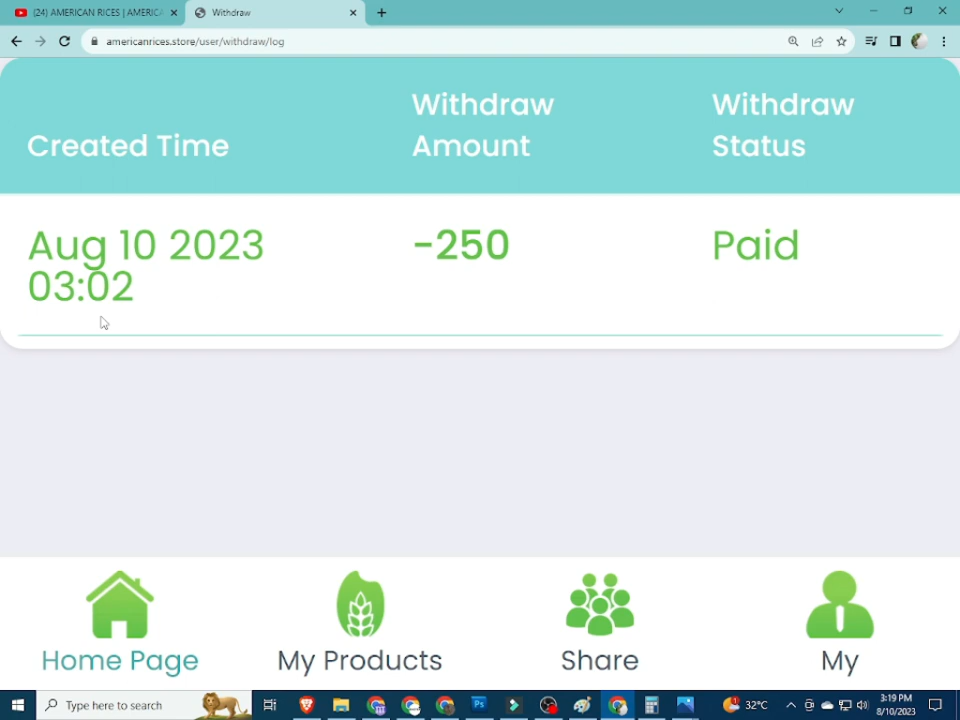 (24) AMERICAN RICES | AMERICA
Withdraw
americanrices.store/user/withdraw/log
Created Time
Withdraw
Amount
Withdraw
Status
Aug 10 2023
03:02
-250
Paid
Home Page
My Products
Share
My
Type here to search
32°C
3:19 PM
8/10/2023